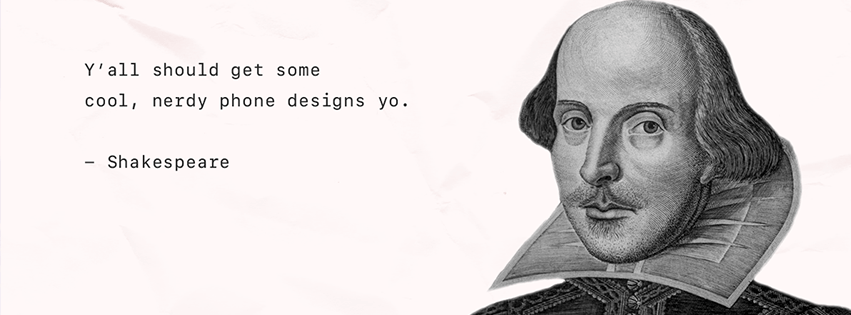 Y’all should get some
cool, nerdy phone designs yo.
– Shakespeare